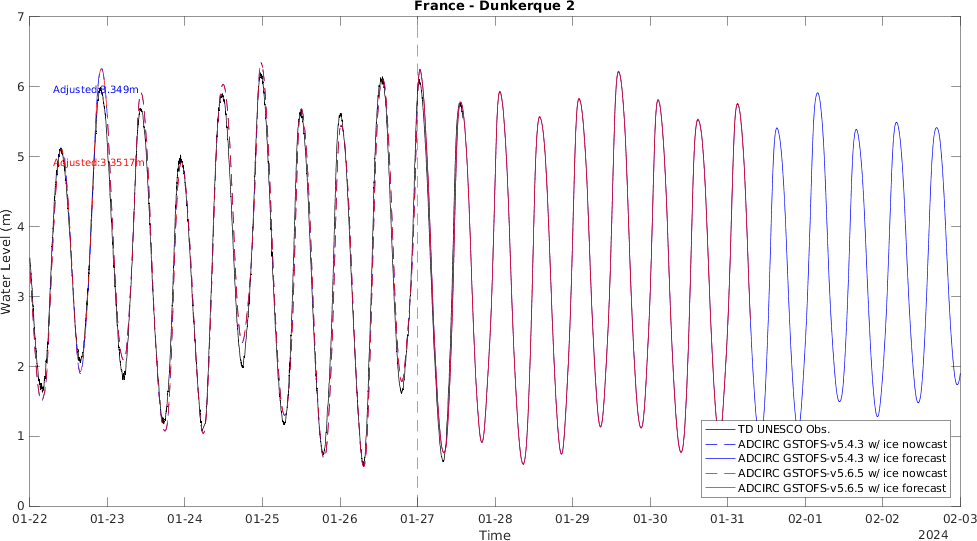 France - Dunkerque 2
7
6
5
4
3
2
1
0
Water Level (m)
Adjusted:3.349m
Adjusted:3.3517m
TD UNESCO Obs.
ADCIRC GSTOFS-v5.4.3 w/ ice nowcast
ADCIRC GSTOFS-v5.4.3 w/ ice forecast
ADCIRC GSTOFS-v5.6.5 w/ ice nowcast
ADCIRC GSTOFS-v5.6.5 w/ ice forecast
01-22 01-23 01-24 01-25 01-26 01-27 01-28 01-29 01-30 01-31 02-01 02-02 02-03
Time
2024